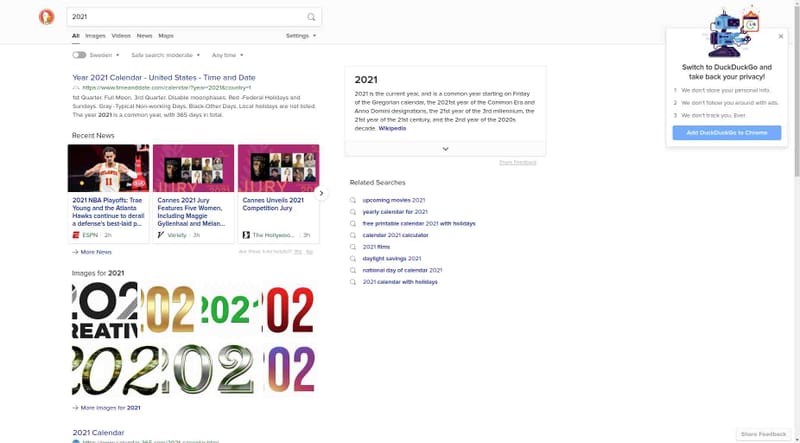 2021
All Images Videos News Maps Settings
Sweden Safe search: moderate Any time
Year 2021 Calendar - United States - Time and Date
https://www.timeanddate.com/calendar/?year=2021&country=1
1st Quarter. Full Moon. 3rd Quarter. Disable moonphases. Red -Federal Holidays and
Sundays. Gray -Typical Non-working Days. Black-Other Days. Local holidays are not listed.
The year 2021 is a common year, with 365 days in total.
Recent News
2021 NBA Playoffs: Trae
Young and the Atlanta
Hawks continue to derail
a defense's best-laid p...
ESPN · 2h
Cannes 2021 Jury
Features Five Women,
Including Maggie
Gyllenhaal and Mélan...
Variety · 3h
Cannes Unveils 2021
Competition Jury
The Hollywoo... · 3h
More News
Are these links helpful? Yes No
Images for 2021
More Images for 2021
2021 Calendar
2021
2021 is the current year, and is a common year starting on Friday
of the Gregorian calendar, the 2021st year of the Common Era and
Anno Domini designations, the 21st year of the 3rd millennium, the
21st year of the 21st century, and the 2nd year of the 2020s
decade. Wikipedia
Share Feedback
Related Searches
upcoming movies 2021
yearly calendar for 2021
free printable calendar 2021 with holidays
calendar 2021 calculator
2021 films
daylight savings 2021
national day of calendar 2021
2021 calendar with holidays
Switch to DuckDuckGo and
take back your privacy!
1 We don't store your personal info.
2 We don't follow you around with ads.
3 We don't track you. Ever.
Add DuckDuckGo to Chrome
Share Feedback